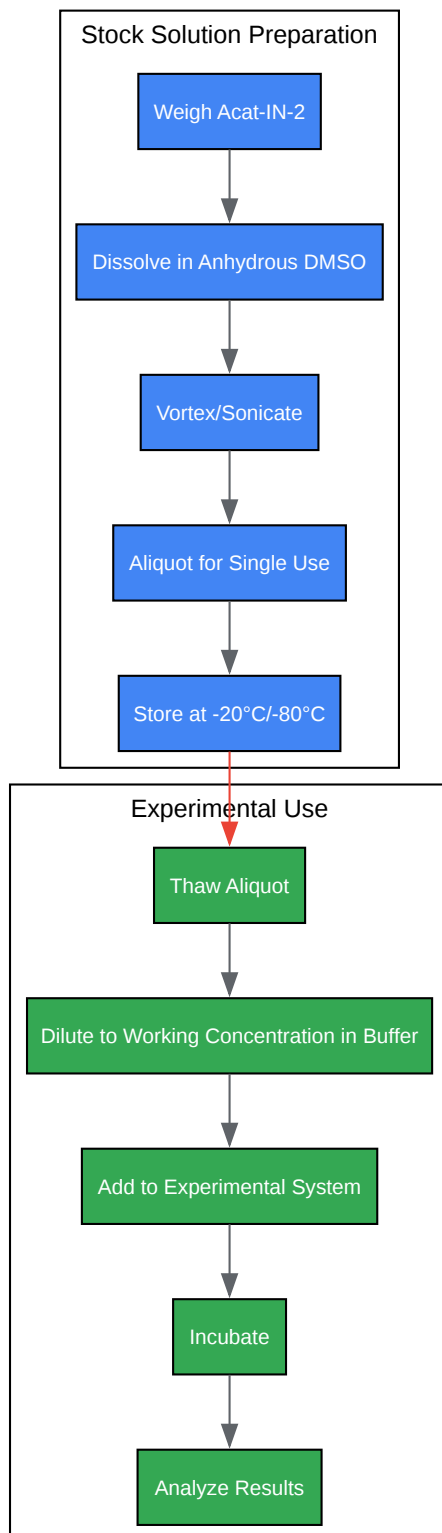 Stock Solution Preparation
Weigh Acat-IN-2
Dissolve in Anhydrous DMSO
Vortex/Sonicate
Aliquot for Single Use
Store at -20°C/-80°C
Experimental Use
Thaw Aliquot
Dilute to Working Concentration in Buffer
Add to Experimental System
Incubate
Analyze Results